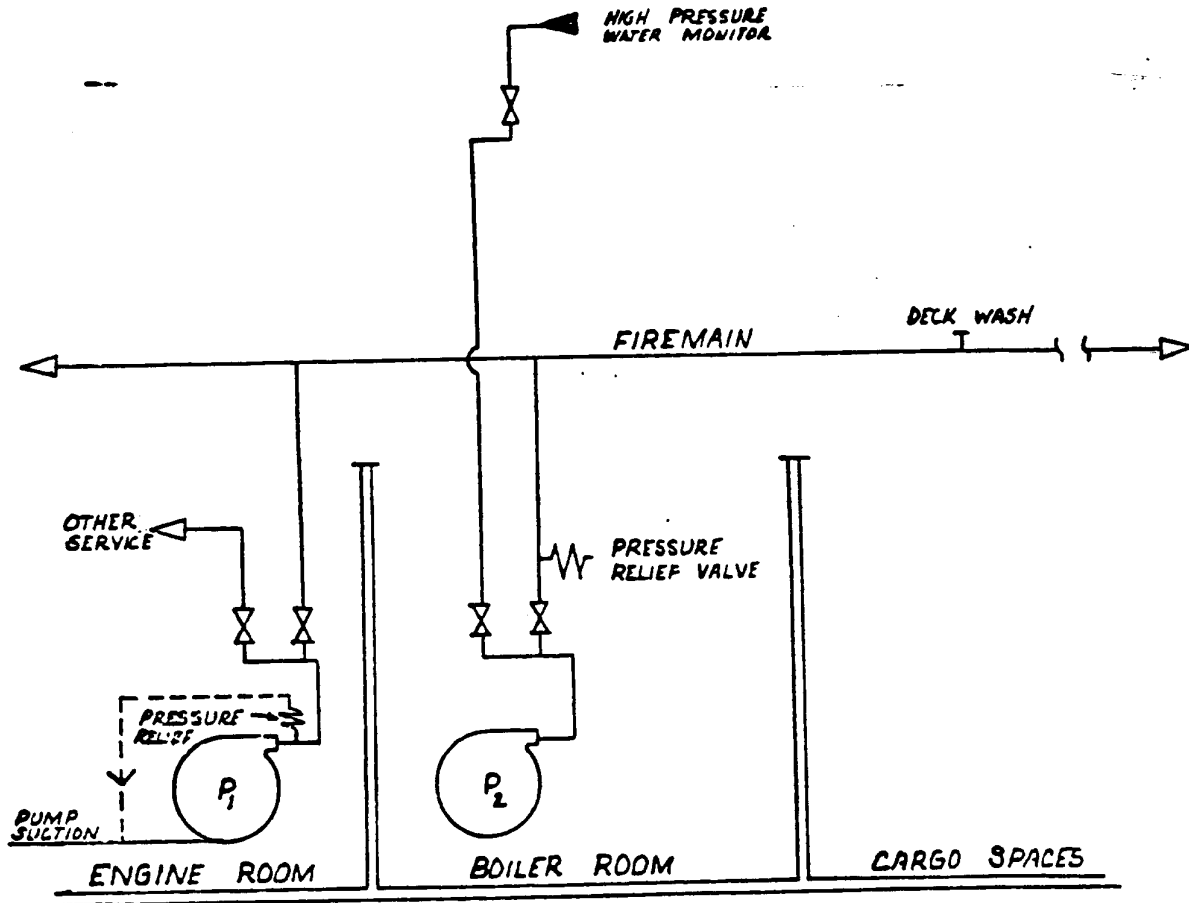 HIGH PRESSURE
WATER MONITOR
DECK WASH
FIREMAIN
OTHER
SERVICE
PRESSURE
RELIEF VALVE
PRESSURE
RELIEF
P1
P2
PUMP
SUCTION
ENGINE ROOM
BOILER ROOM
CARGO SPACES